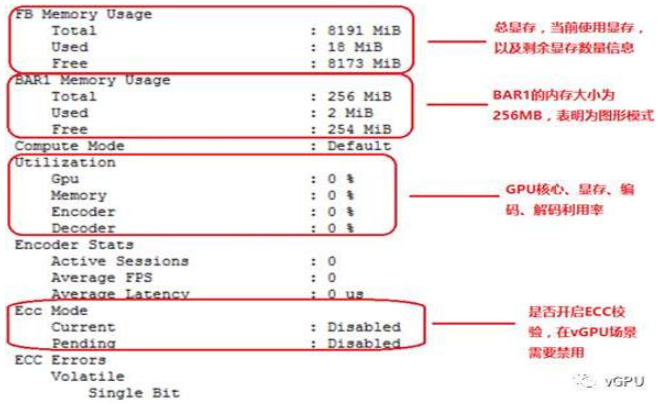 FB Memory Usage
Total : 8191 MiB
Used : 18 MiB
Free : 8173 MiB
总显存，当前使用显存，
以及剩余显存数量信息
BAR1 Memory Usage
Total : 256 MiB
Used : 2 MiB
Free : 254 MiB
BAR1的内存大小为
256MB，表明为图形模式
Compute Mode : Default
Utilization
Gpu : 0 %
Memory : 0 %
Encoder : 0 %
Decoder : 0 %
GPU核心、显存、编
码、解码利用率
Encoder Stats
Active Sessions : 0
Average FPS : 0
Average Latency : 0 us
Ecc Mode
Current : Disabled
Pending : Disabled
是否开启ECC校
验，在vGPU场景
需要禁用
ECC Errors
Volatile
Single Bit
vGPU